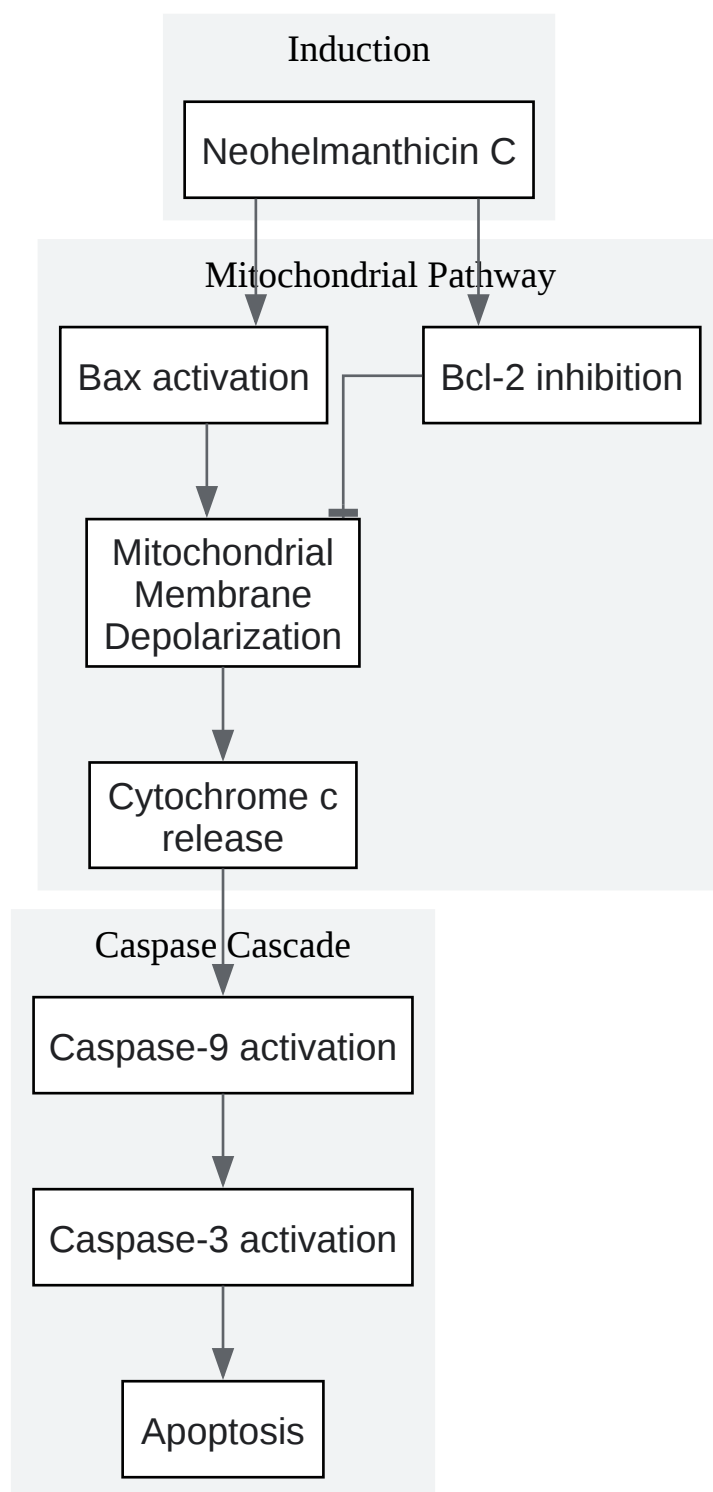 Induction
Neohelmanthicin C
Mitochondrial Pathway
Bax activation
Bcl-2 inhibition
Mitochondrial
Membrane
Depolarization
Cytochrome c
release
Caspase Cascade
Caspase-9 activation
Caspase-3 activation
Apoptosis